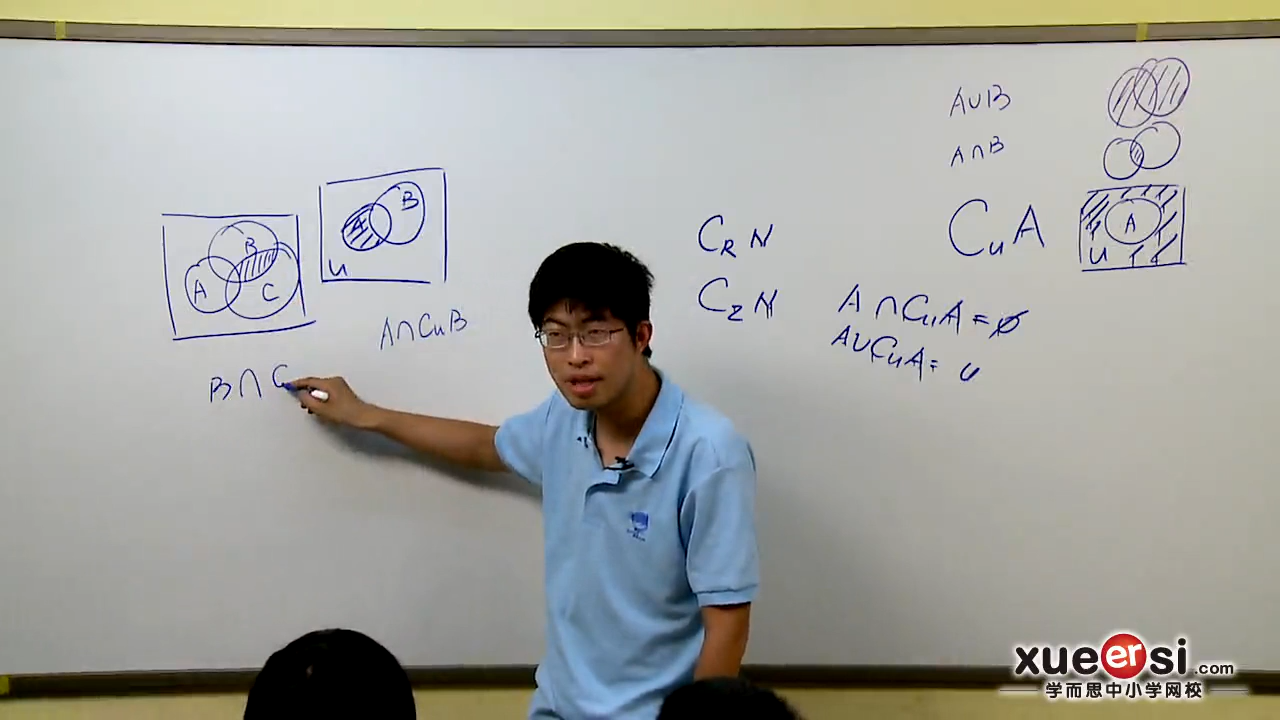 A∪B
A∩B
C_U A
A
U
A
B
U
B
A
C
A∩C_U B
B∩C
C_R N
C_Z N
A∩C_U A=∅
A∪C_U A= U
xueersi.com
学而思中小学网校